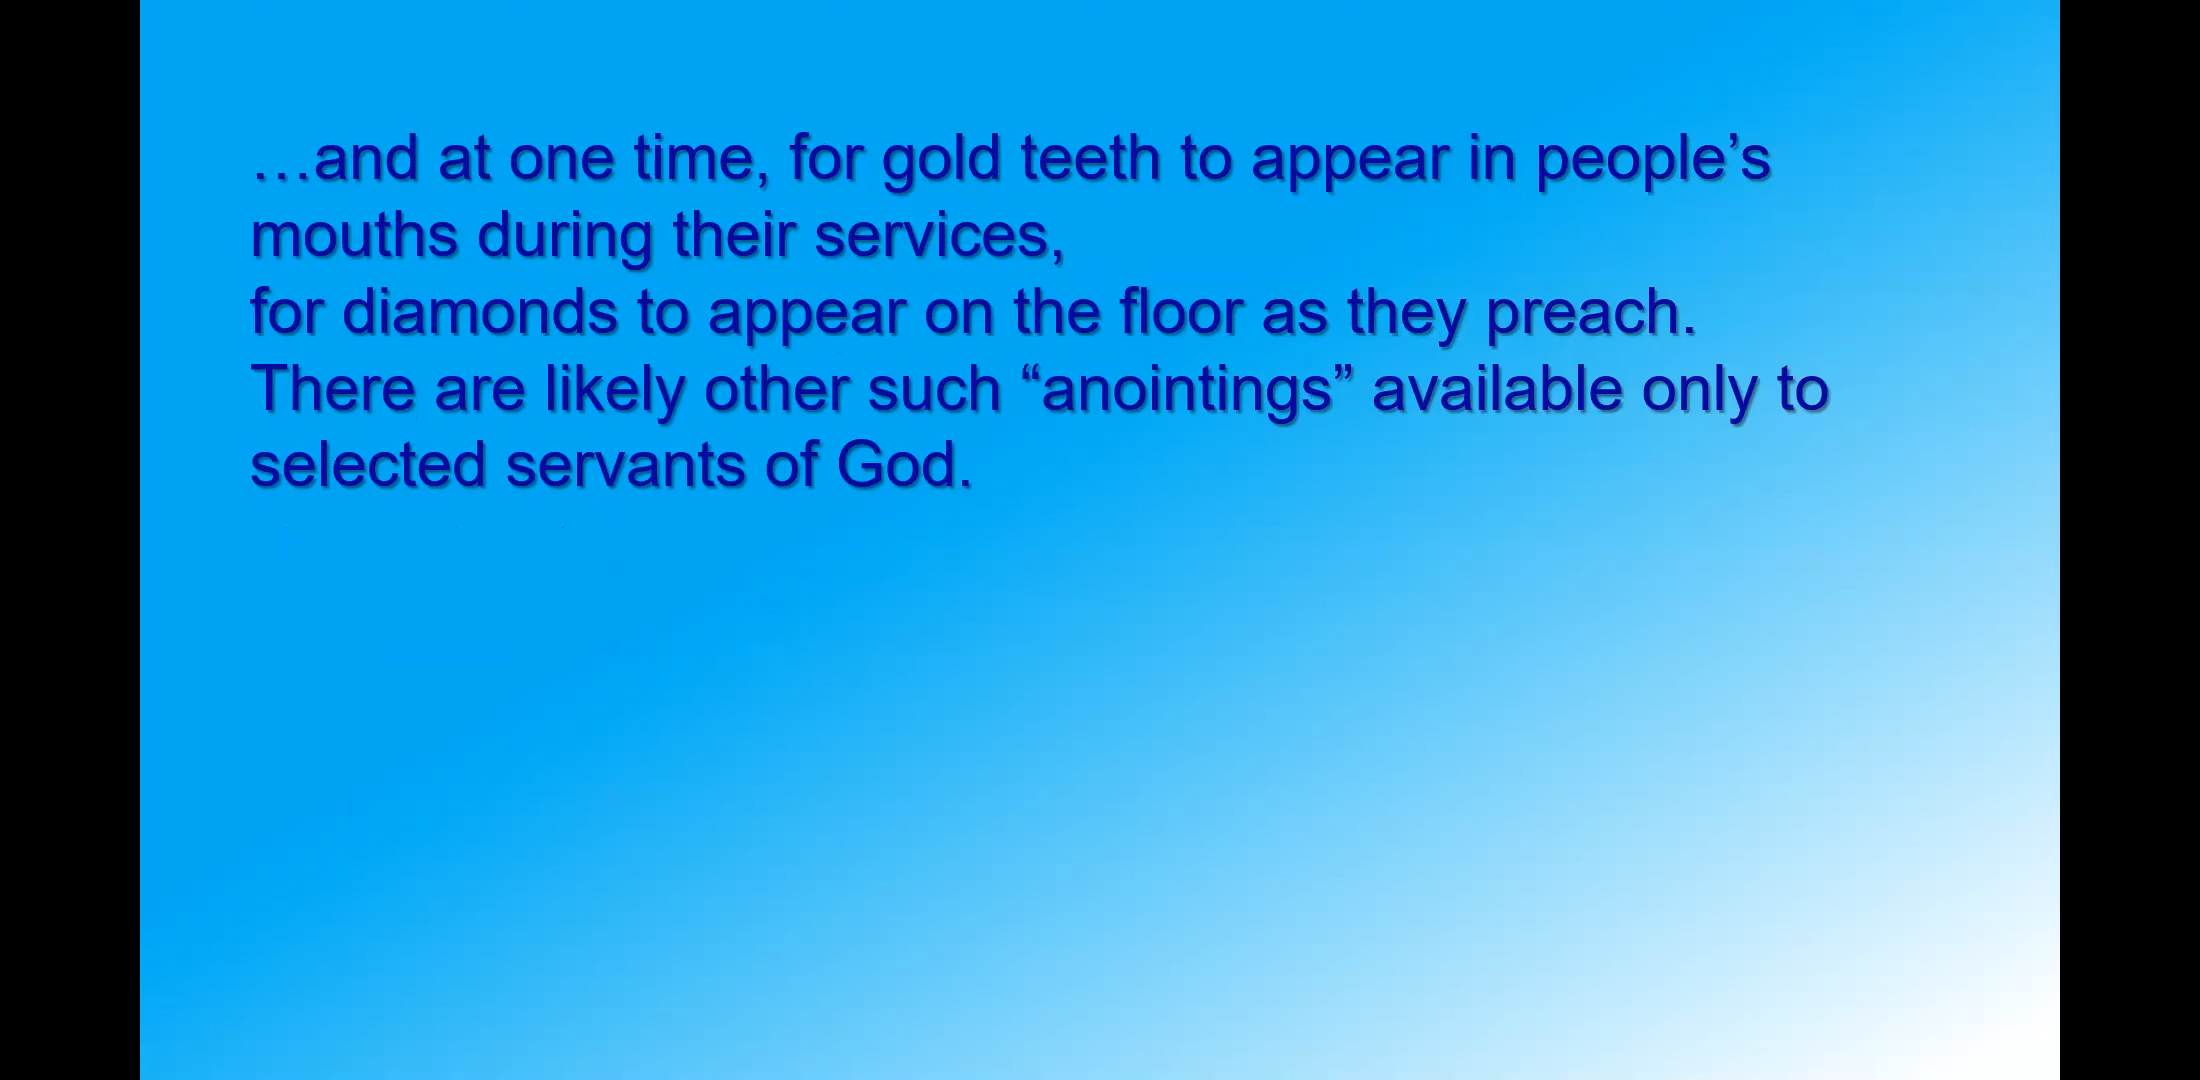 …and at one time, for gold teeth to appear in people’s
mouths during their services,
for diamonds to appear on the floor as they preach.
There are likely other such “anointings” available only to
selected servants of God.